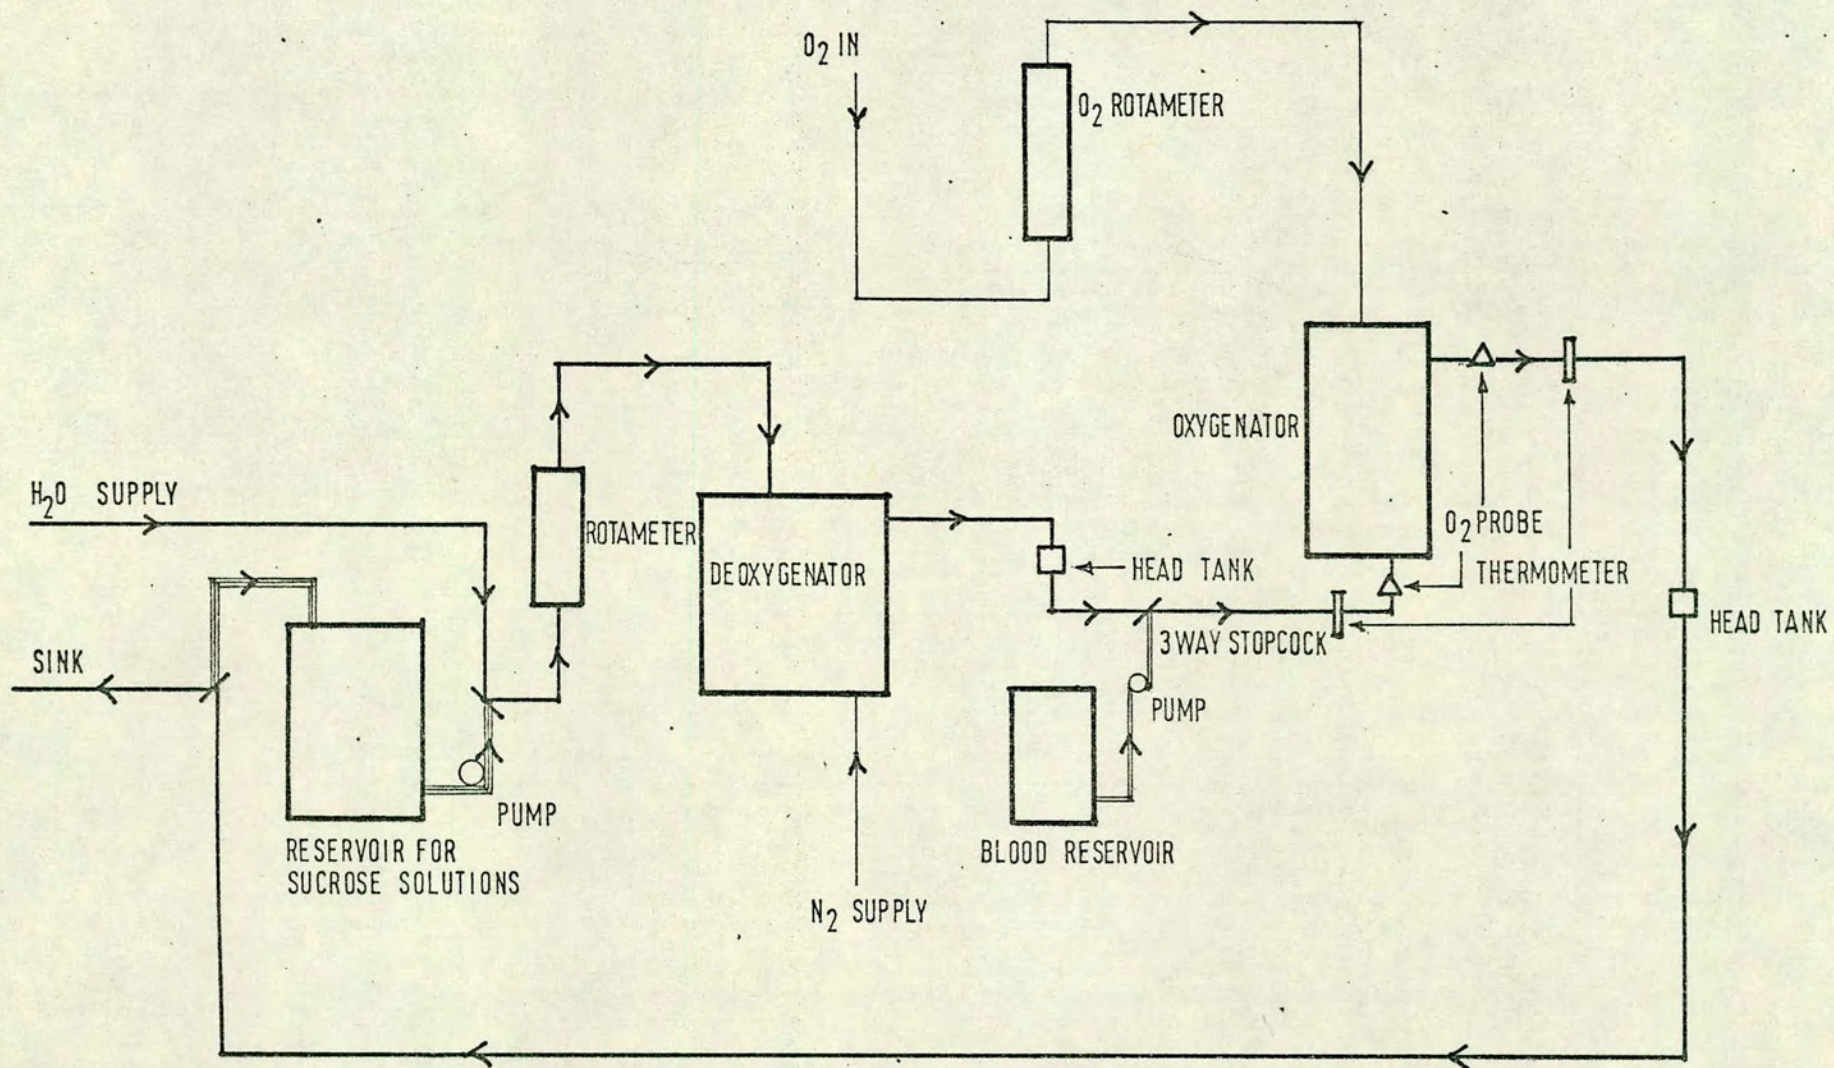 O2 IN
O2 ROTAMETER
OXYGENATOR
H2O SUPPLY
ROTAMETER
DEOXYGENATOR
HEAD TANK
O2 PROBE
THERMOMETER
HEAD TANK
3 WAY STOPCOCK
SINK
PUMP
PUMP
RESERVOIR FOR
SUCROSE SOLUTIONS
BLOOD RESERVOIR
N2 SUPPLY